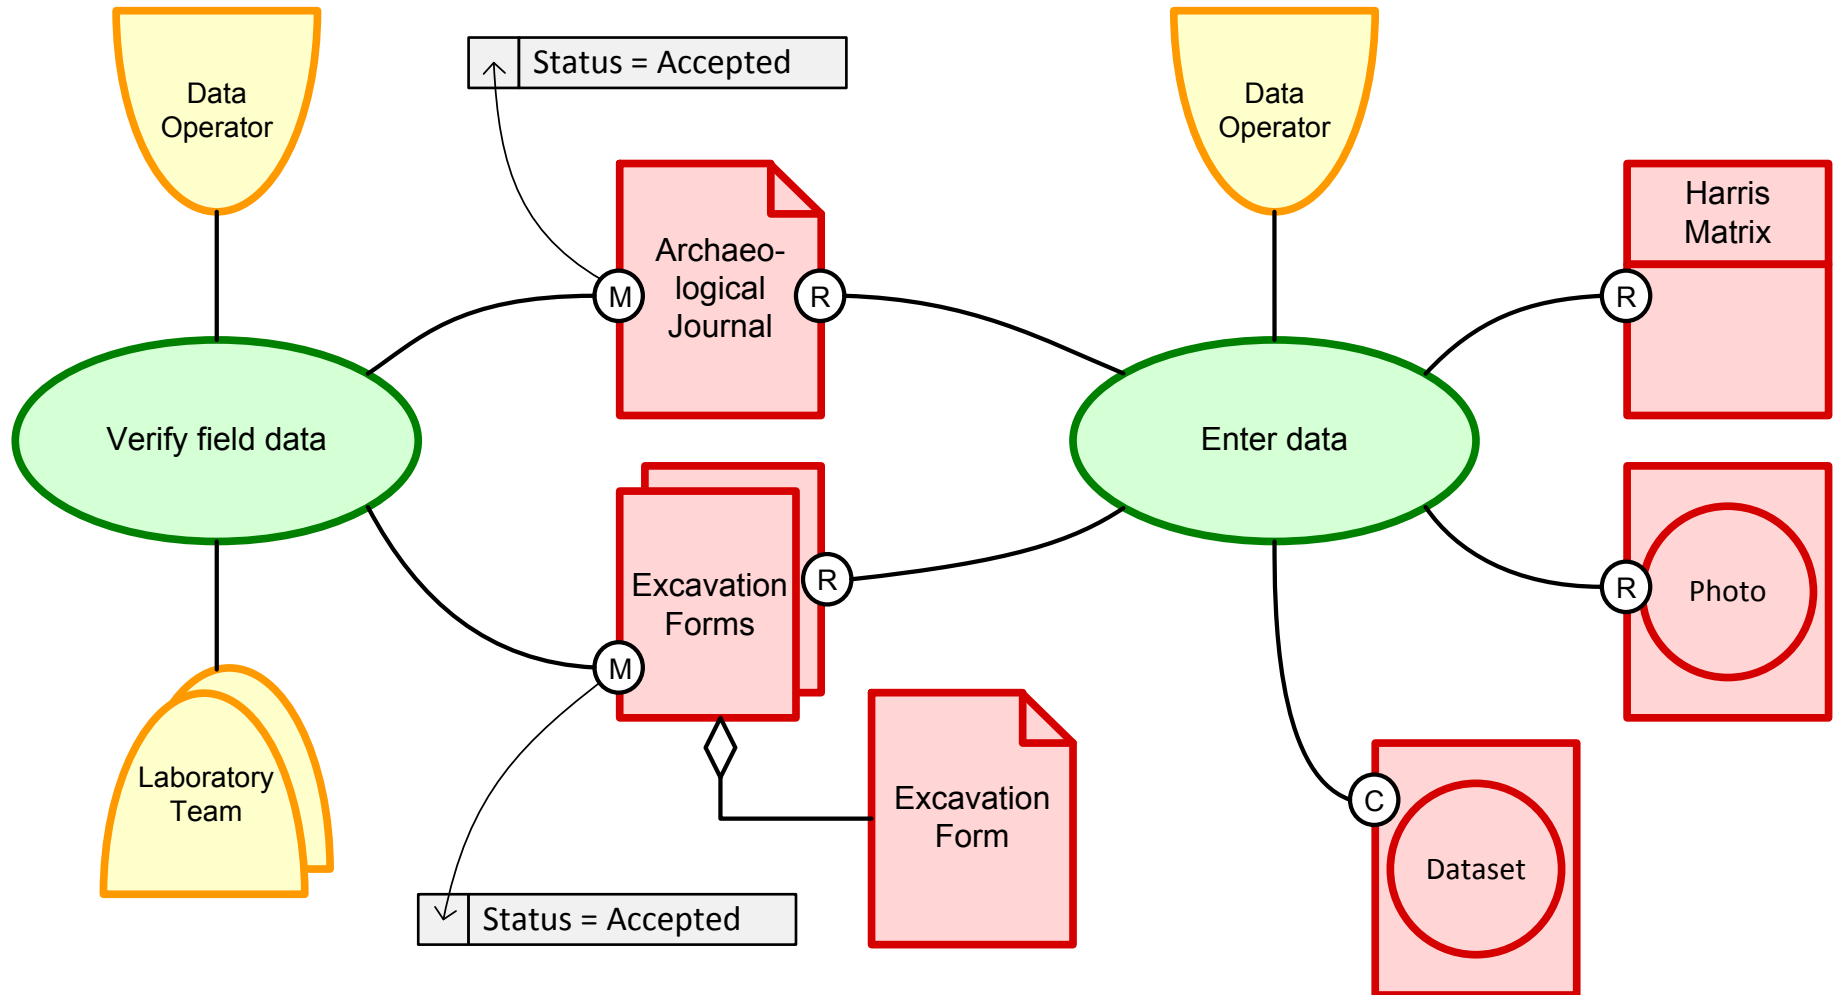 Data
Operator
Status = Accepted
Data
Operator
Harris
Matrix
Archaeo-
logical
Journal
M
R
R
Verify field data
Enter data
Excavation
Forms
R
M
R
Photo
Laboratory
Team
Excavation
Form
C
Dataset
Status = Accepted